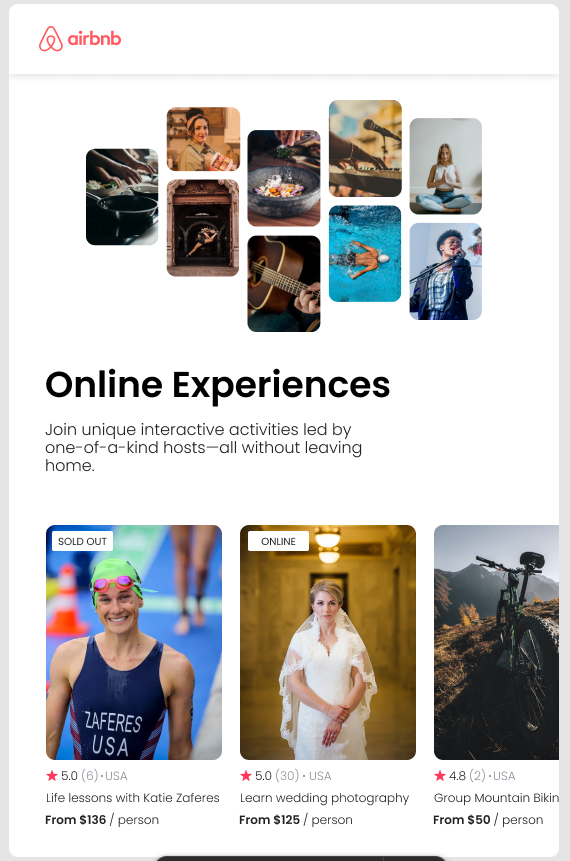 airbnb
Online Experiences
Join unique interactive activities led by
one-of-a-kind hosts—all without leaving
home.
SOLD OUT
ZAFERES
USA
5.0 (6) • USA
Life lessons with Katie Zaferes
From $136 / person
ONLINE
5.0 (30) • USA
Learn wedding photography
From $125 / person
4.8 (2) • USA
Group Mountain Bikin
From $50 / person